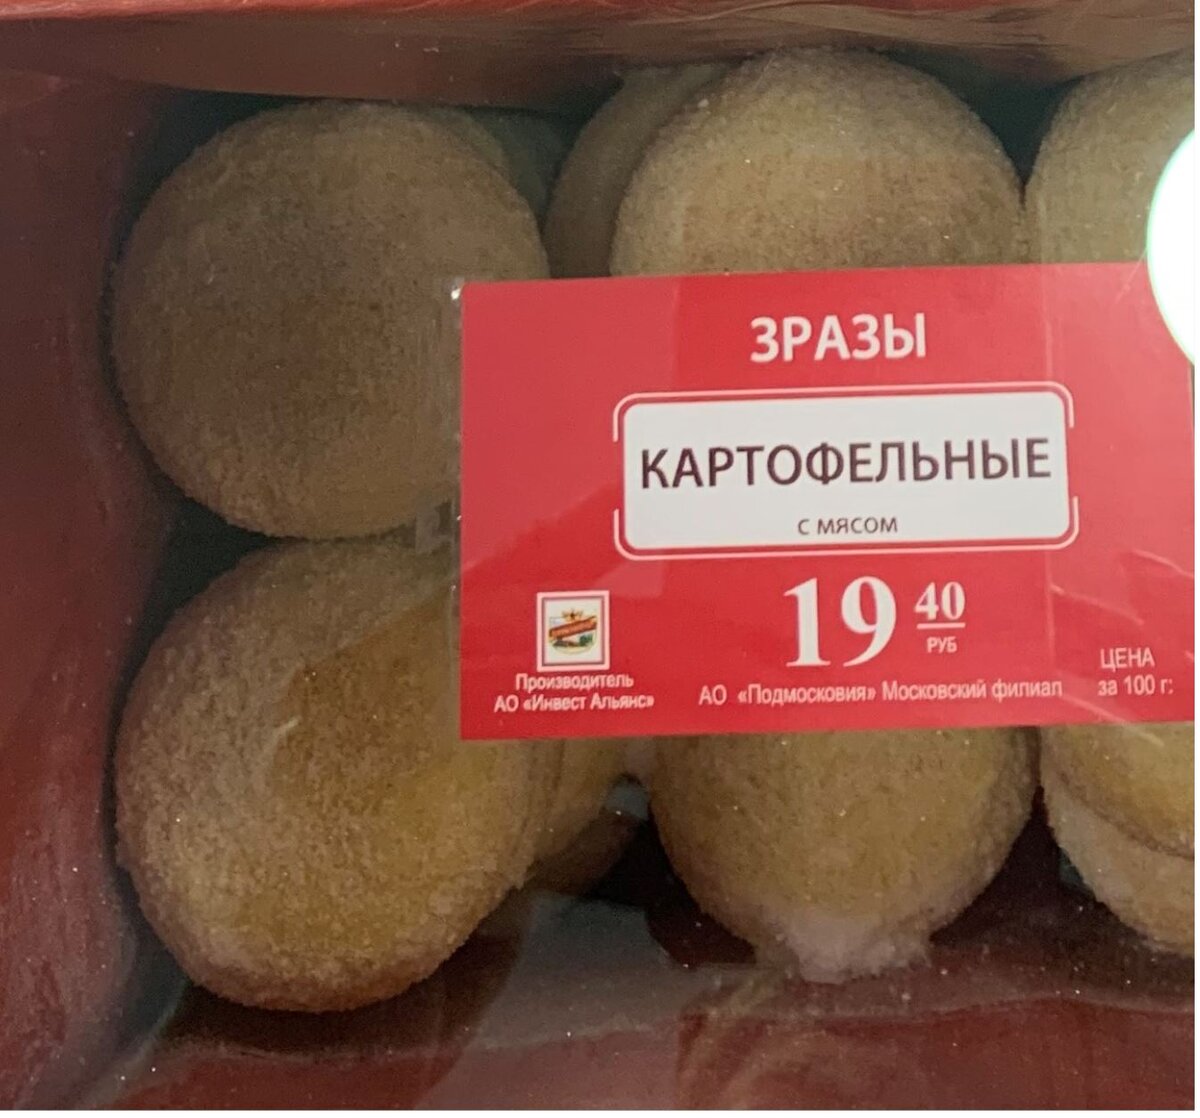 ЗРАЗЫ
КАРТОФЕЛЬНЫЕ
С МЯСОМ
19 40
РУБ
Производитель
АО «Инвест Альянс»
АО «Подмосковия» Московский филиал
ЦЕНА
за 100 г: